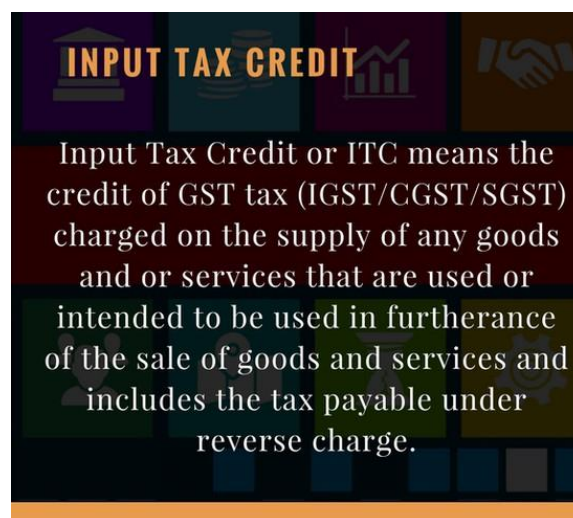 INPUT TAX CREDIT
Input Tax Credit or ITC means the
credit of GST tax (IGST/CGST/SGST)
charged on the supply of any goods
and or services that are used or
intended to be used in furtherance
of the sale of goods and services and
includes the tax payable under
reverse charge.